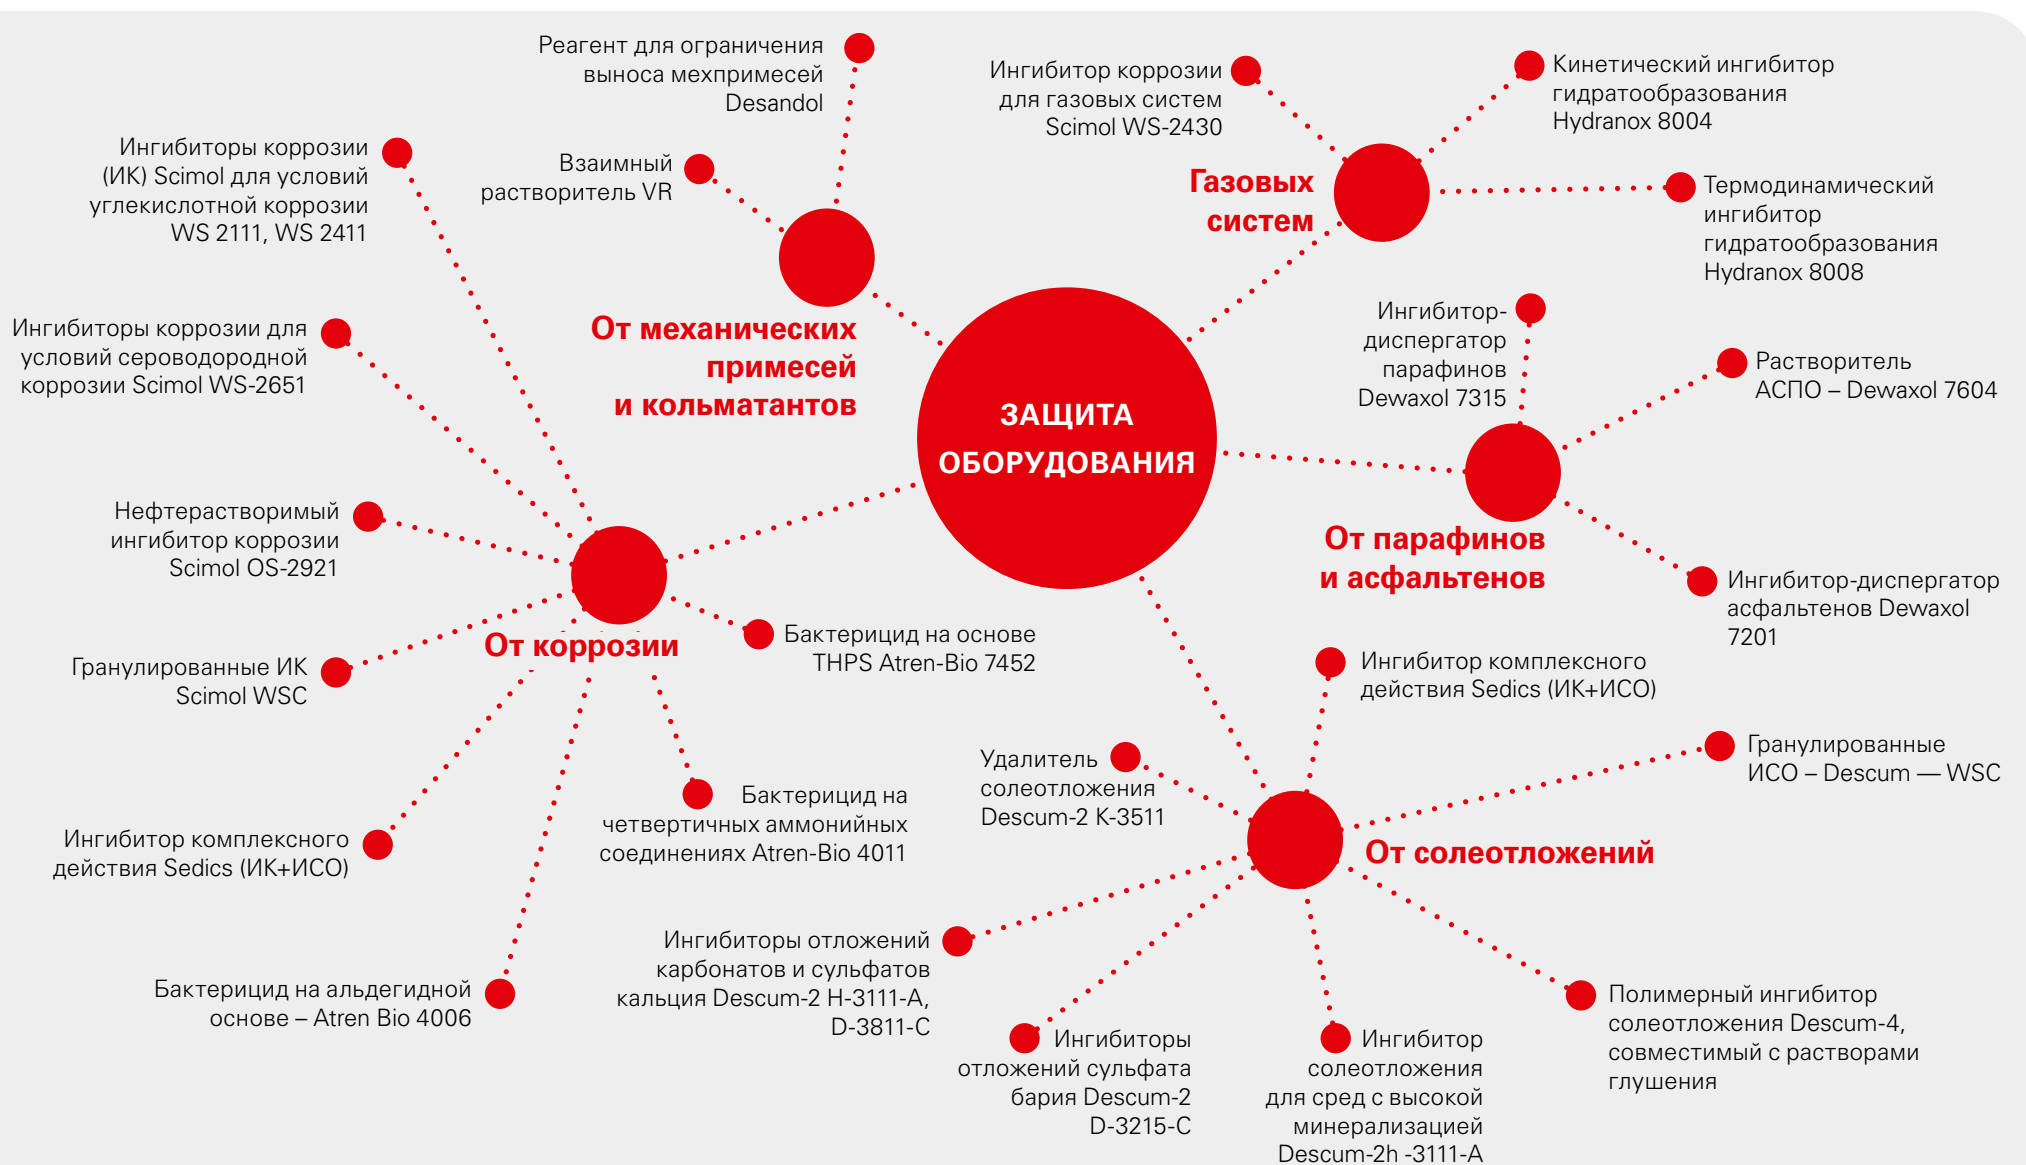 Реагент для ограничения
выноса мехпримесей
Desandol
Взаимный
растворитель VR
От механических
примесей
и кольматантов
Ингибитор коррозии
для газовых систем
Scimol WS-2430
Кинетический ингибитор
гидратообразования
Hydranox 8004
Термодинамический
ингибитор
гидратообразования
Hydranox 8008
Газовых
систем
Ингибиторы коррозии
(ИК) Scimol для условий
углекислотной коррозии
WS 2111, WS 2411
Ингибиторы коррозии для
условий сероводородной
коррозии Scimol WS-2651
Нефтерастворимый
ингибитор коррозии
Scimol OS-2921
Гранулированные ИК
Scimol WSC
Ингибитор комплексного
действия Sedics (ИК+ИСО)
Бактерицид на альдегидной
основе – Atren Bio 4006
От коррозии
Бактерицид на основе
THPS Atren-Bio 7452
Бактерицид на
четвертичных аммонийных
соединениях Atren-Bio 4011
ЗАЩИТА
ОБОРУДОВАНИЯ
Ингибитор-
диспергатор
парафинов
Dewaxol 7315
Растворитель
АСПО – Dewaxol 7604
От парафинов
и асфальтенов
Ингибитор-диспергатор
асфальтенов Dewaxol
7201
Ингибитор комплексного
действия Sedics (ИК+ИСО)
Гранулированные
ИСО – Descum — WSC
Удалитель
солеотложения
Descum-2 K-3511
От солеотложений
Ингибиторы отложений
карбонатов и сульфатов
кальция Descum-2 H-3111-A,
D-3811-C
Ингибиторы
отложений сульфата
бария Descum-2
D-3215-C
Ингибитор
солеотложения
для сред с высокой
минерализацией
Descum-2h -3111-A
Полимерный ингибитор
солеотложения Descum-4,
совместимый с растворами
глушения